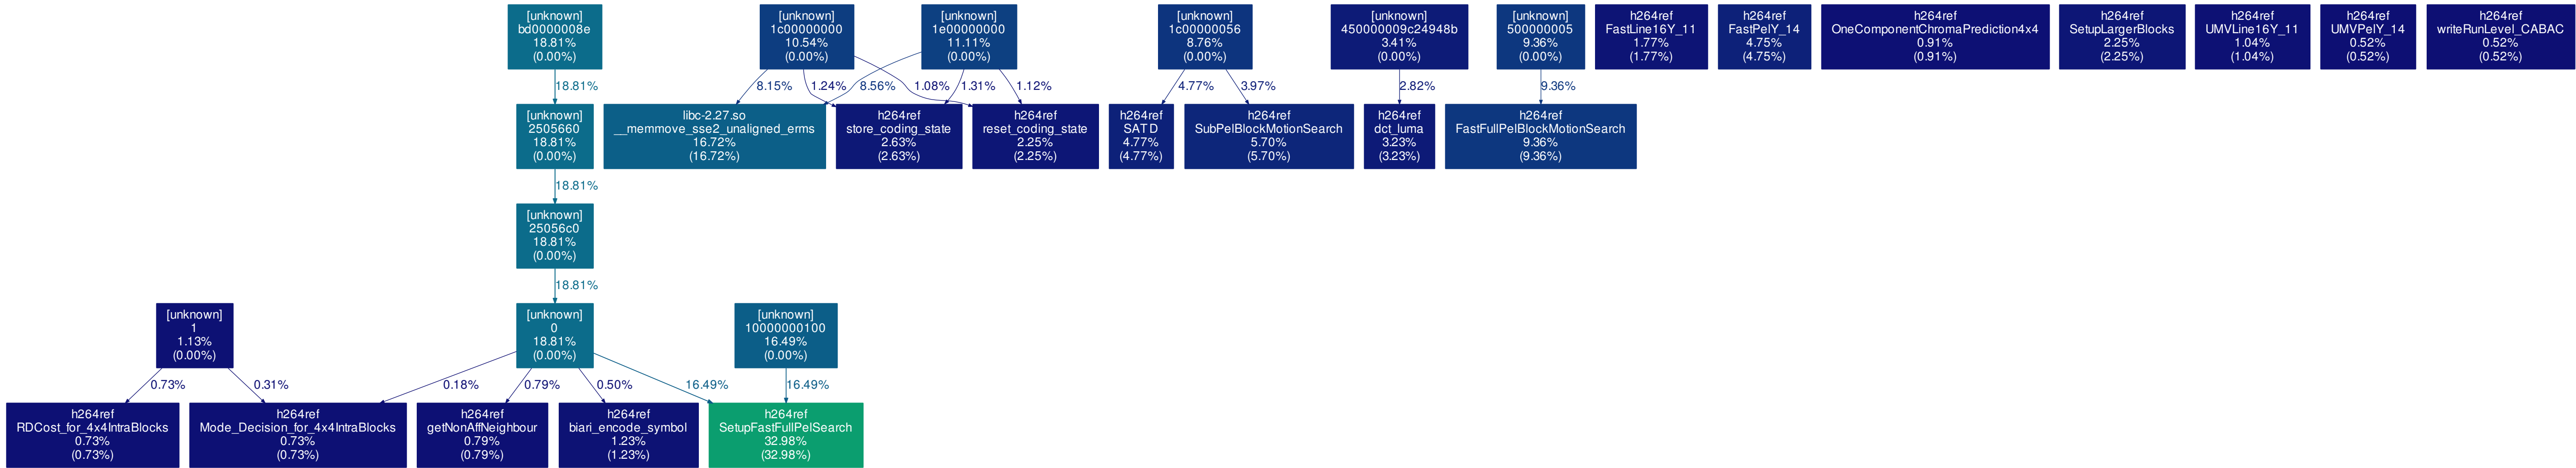 [unknown]
bd0000008e
18.81%
(0.00%)
[unknown]
1c00000000
10.54%
(0.00%)
[unknown]
1e00000000
11.11%
(0.00%)
[unknown]
1c00000056
8.76%
(0.00%)
[unknown]
450000009c24948b
3.41%
(0.00%)
[unknown]
500000005
9.36%
(0.00%)
h264ref
FastLine16Y_11
1.77%
(1.77%)
h264ref
FastPelY_14
4.75%
(4.75%)
h264ref
OneComponentChromaPrediction4x4
0.91%
(0.91%)
h264ref
SetupLargerBlocks
2.25%
(2.25%)
h264ref
UMVLine16Y_11
1.04%
(1.04%)
h264ref
UMVPelY_14
0.52%
(0.52%)
h264ref
writeRunLevel_CABAC
0.52%
(0.52%)
18.81%
8.15%
1.24%
8.56%
1.08%
1.31%
1.12%
4.77%
3.97%
2.82%
9.36%
[unknown]
2505660
18.81%
(0.00%)
libc-2.27.so
__memmove_sse2_unaligned_erms
16.72%
(16.72%)
h264ref
store_coding_state
2.63%
(2.63%)
h264ref
reset_coding_state
2.25%
(2.25%)
h264ref
SATD
4.77%
(4.77%)
h264ref
SubPelBlockMotionSearch
5.70%
(5.70%)
h264ref
dct_luma
3.23%
(3.23%)
h264ref
FastFullPelBlockMotionSearch
9.36%
(9.36%)
18.81%
[unknown]
25056c0
18.81%
(0.00%)
18.81%
[unknown]
1
1.13%
(0.00%)
[unknown]
0
18.81%
(0.00%)
[unknown]
10000000100
16.49%
(0.00%)
0.73%
0.31%
0.18%
0.79%
0.50%
16.49%
16.49%
h264ref
RDCost_for_4x4IntraBlocks
0.73%
(0.73%)
h264ref
Mode_Decision_for_4x4IntraBlocks
0.73%
(0.73%)
h264ref
getNonAffNeighbour
0.79%
(0.79%)
h264ref
biari_encode_symbol
1.23%
(1.23%)
h264ref
SetupFastFullPelSearch
32.98%
(32.98%)